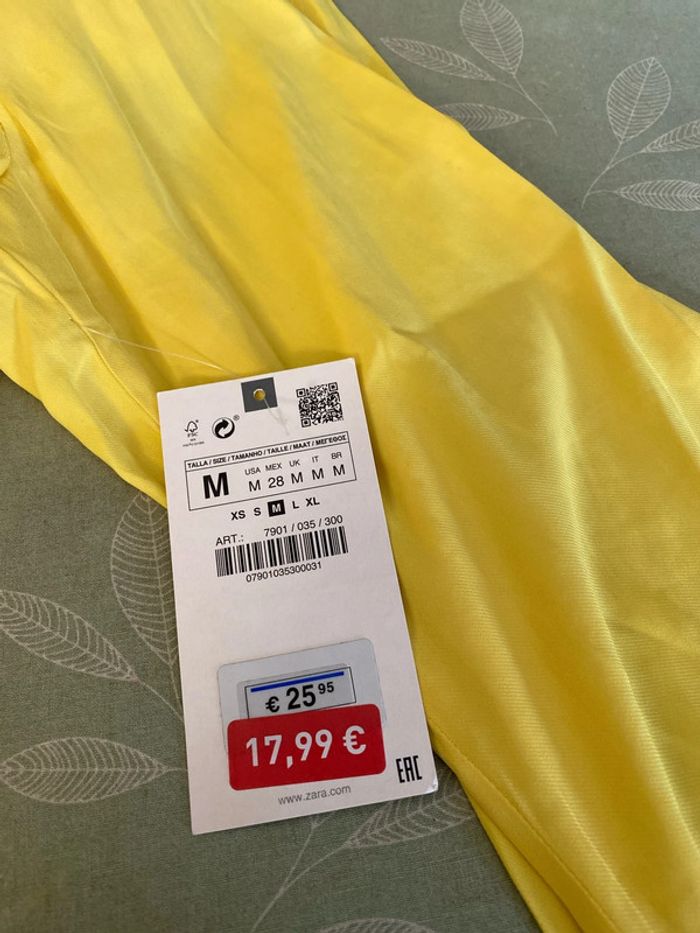 FSC
®
TALLA / SIZE / TAMANHO / TAILLE / MAAT / ΜΕΓΕΘΟΣ
M
USA MEX UK IT BR
M 28 M M M
XS S M L XL
ART.: 7901 / 035 / 300
07901035300031
€ 25 95
17,99 €
www.zara.com
EAC